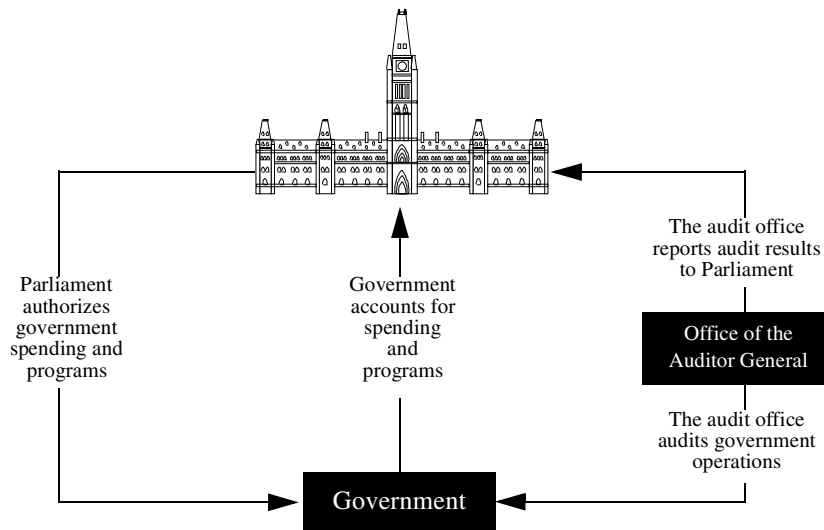 Parliament
authorizes
government
spending and
programs
Government
accounts for
spending
and
programs
The audit office
reports audit results
to Parliament
Office of the
Auditor General
The audit office
audits government
operations
Government